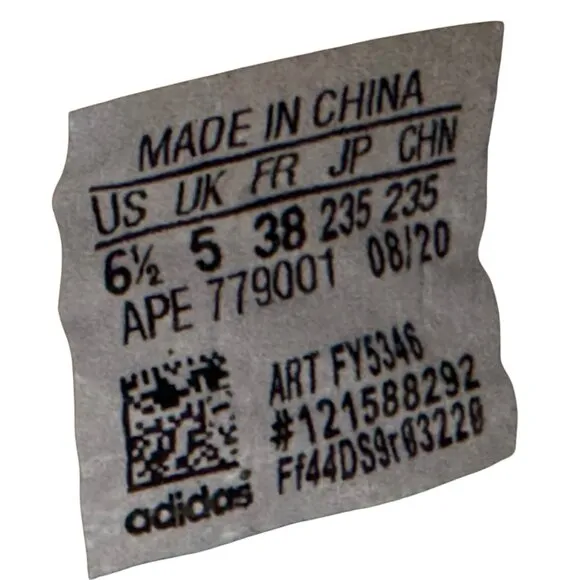 MADE IN CHINA
US UK FR JP CHN
6½ 5 38 235 235
APE 779001 08/20
ART FY5346
#121588292
Ff44DS9r03220
adidas